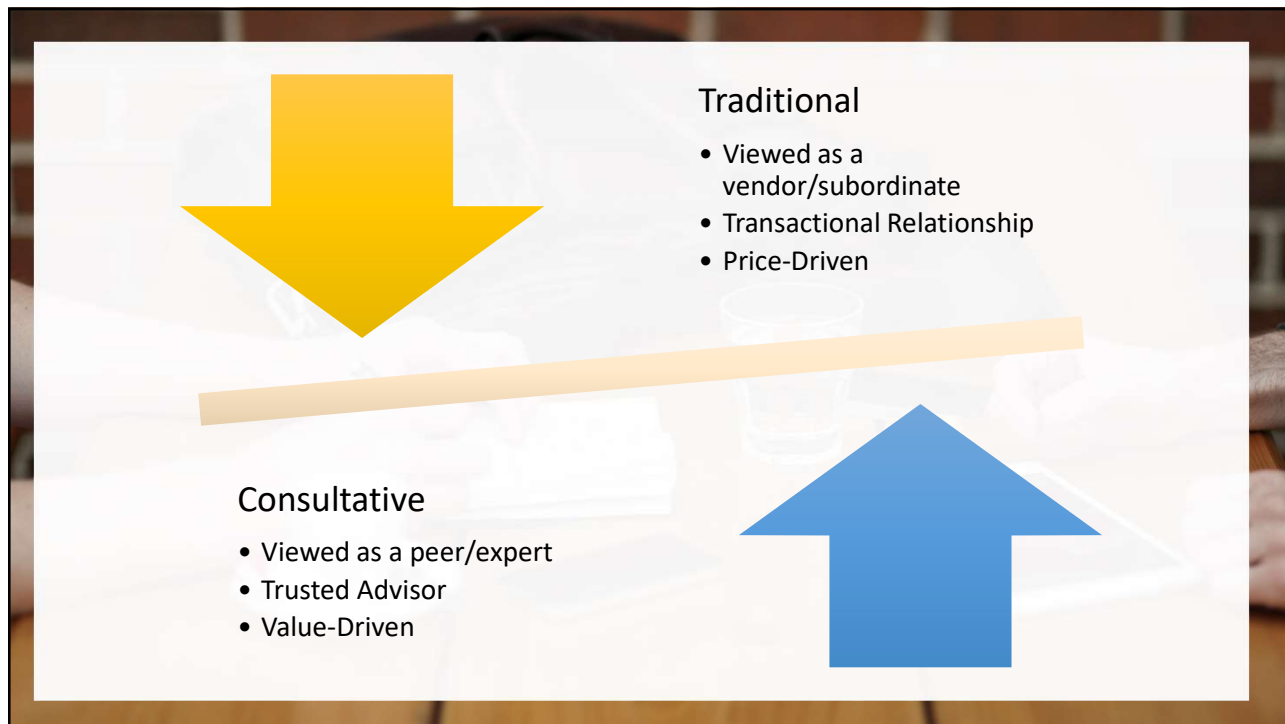 Traditional
• Viewed as a
vendor/subordinate
• Transactional Relationship
• Price-Driven
Consultative
• Viewed as a peer/expert
• Trusted Advisor
• Value-Driven